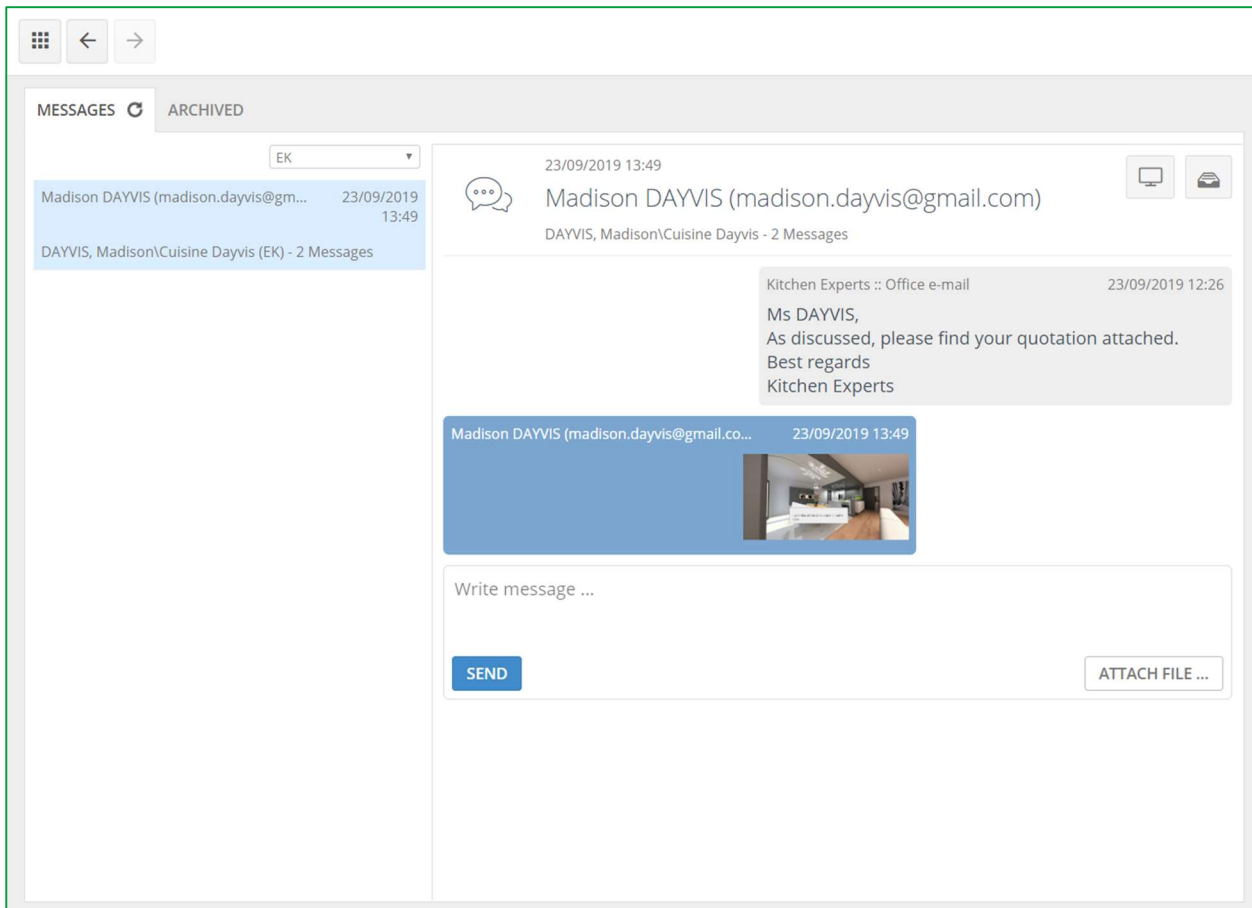 MESSAGES
ARCHIVED
EK
Madison DAYVIS (madison.dayvis@gm... 23/09/2019
13:49
DAYVIS, Madison\Cuisine Dayvis (EK) - 2 Messages
23/09/2019 13:49
Madison DAYVIS (madison.dayvis@gmail.com)
DAYVIS, Madison\Cuisine Dayvis - 2 Messages
Kitchen Experts :: Office e-mail 23/09/2019 12:26
Ms DAYVIS,
As discussed, please find your quotation attached.
Best regards
Kitchen Experts
Madison DAYVIS (madison.dayvis@gmail.co... 23/09/2019 13:49
Write message ...
SEND
ATTACH FILE ...